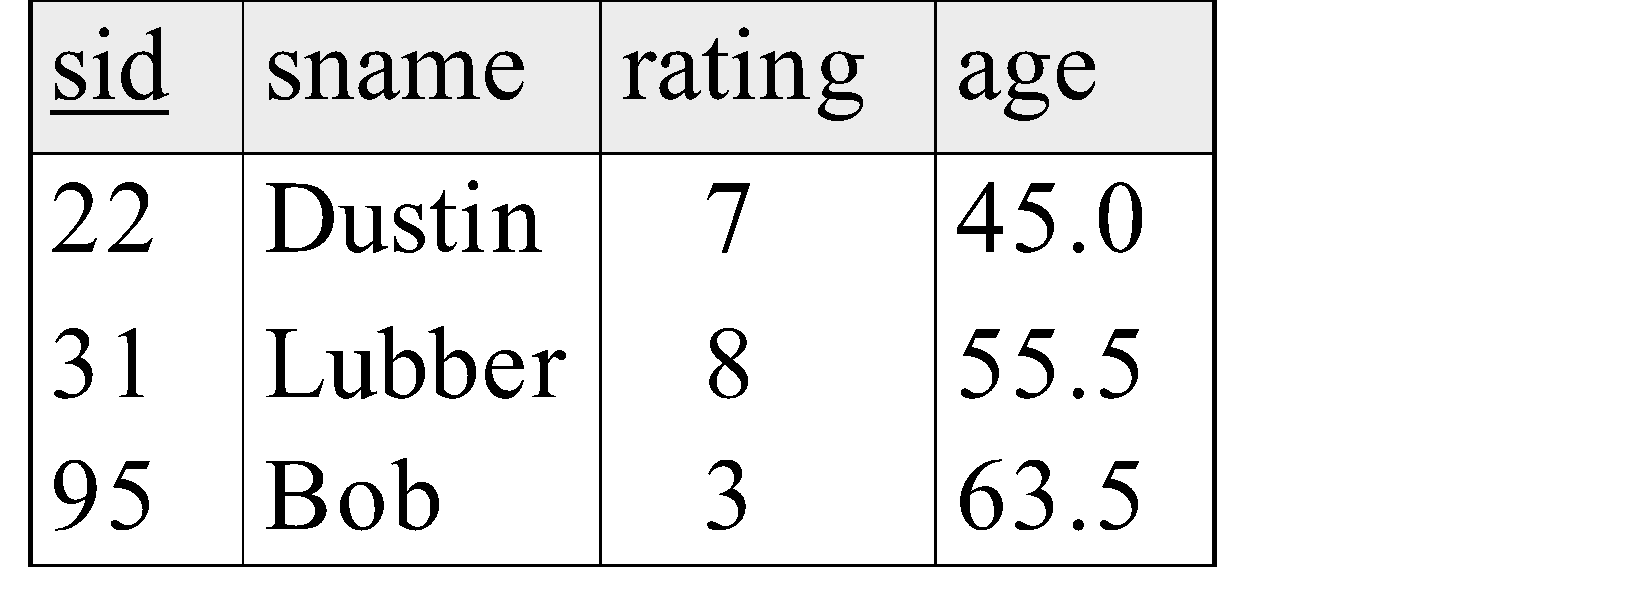 sid sname rating age
22 Dustin 7 45.0
31 Lubber 8 55.5
95 Bob 3 63.5